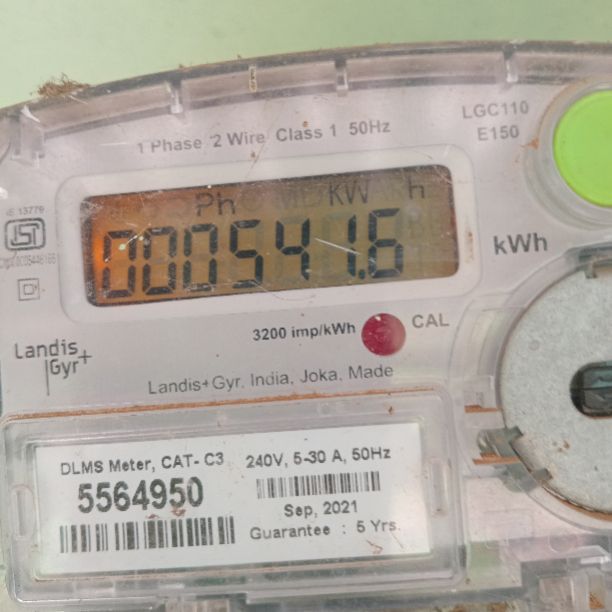 LGC110
E150
1 Phase 2 Wire Class 1 50Hz
IS 13779
Ph KW h
000541.6
kWh
3200 imp/kWh CAL
Landis
Gyr+
Landis+Gyr, India, Joka, Made
DLMS Meter, CAT- C3 240V, 5-30 A, 50Hz
5564950
Sep, 2021
Guarantee : 5 Yrs.